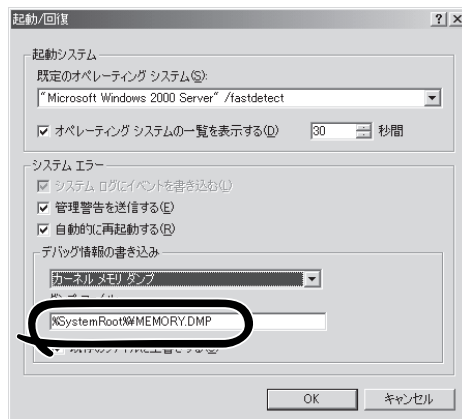 起動/回復
起動システム
既定のオペレーティング システム(S):
"Microsoft Windows 2000 Server" /fastdetect
オペレーティング システムの一覧を表示する(D) 30 秒間
システム エラー
システム ログにイベントを書き込む(L)
管理警告を送信する(E)
自動的に再起動する(R)
デバッグ情報の書き込み
カーネル メモリ ダンプ
%SystemRoot%¥MEMORY.DMP
OK キャンセル